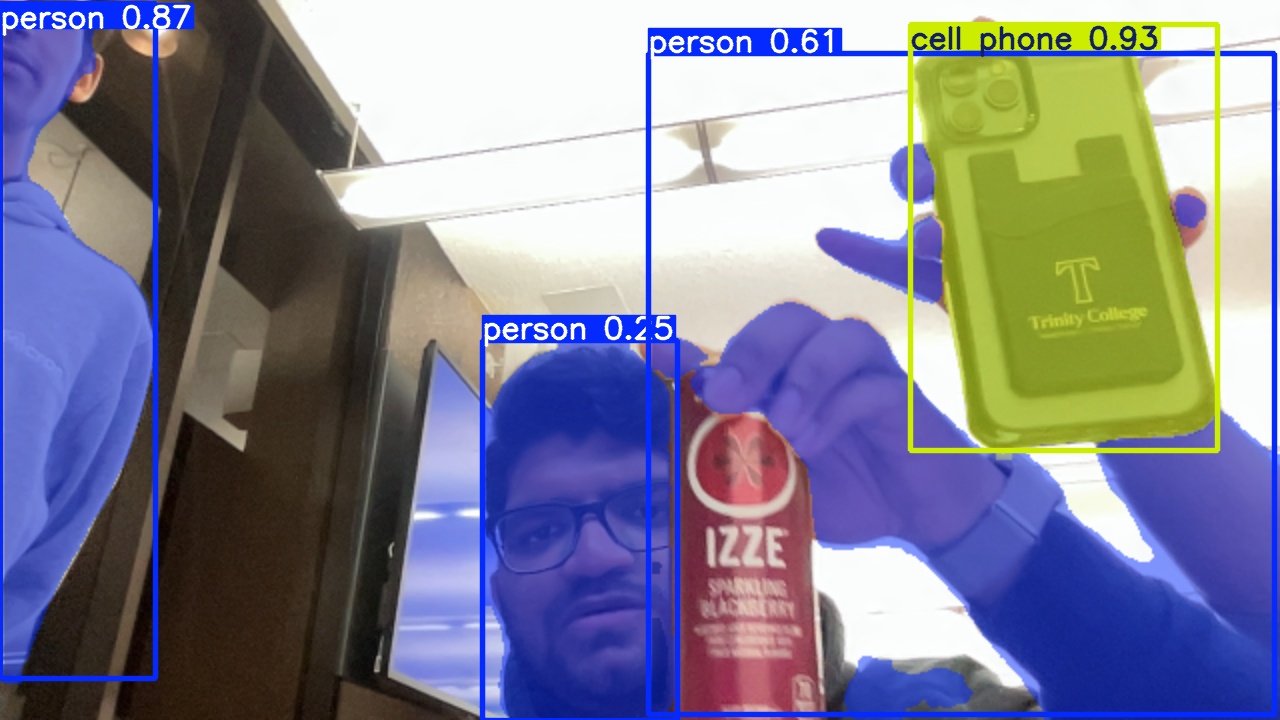 person 0.87
person 0.61
cell phone 0.93
person 0.25
T
Trinity College
IZZE
SPARKLING
BLACKBERRY